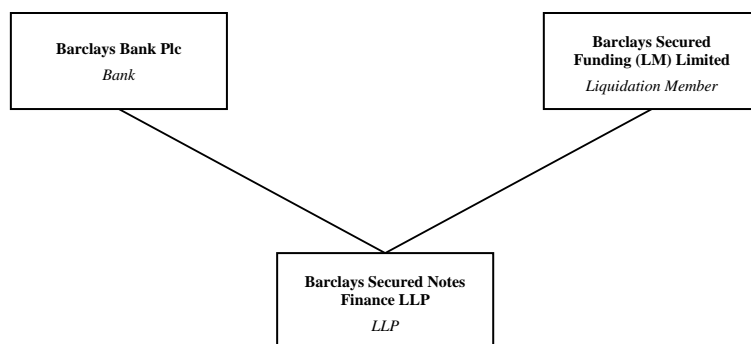 Barclays Bank Plc
Bank
Barclays Secured
Funding (LM) Limited
Liquidation Member
Barclays Secured Notes
Finance LLP
LLP